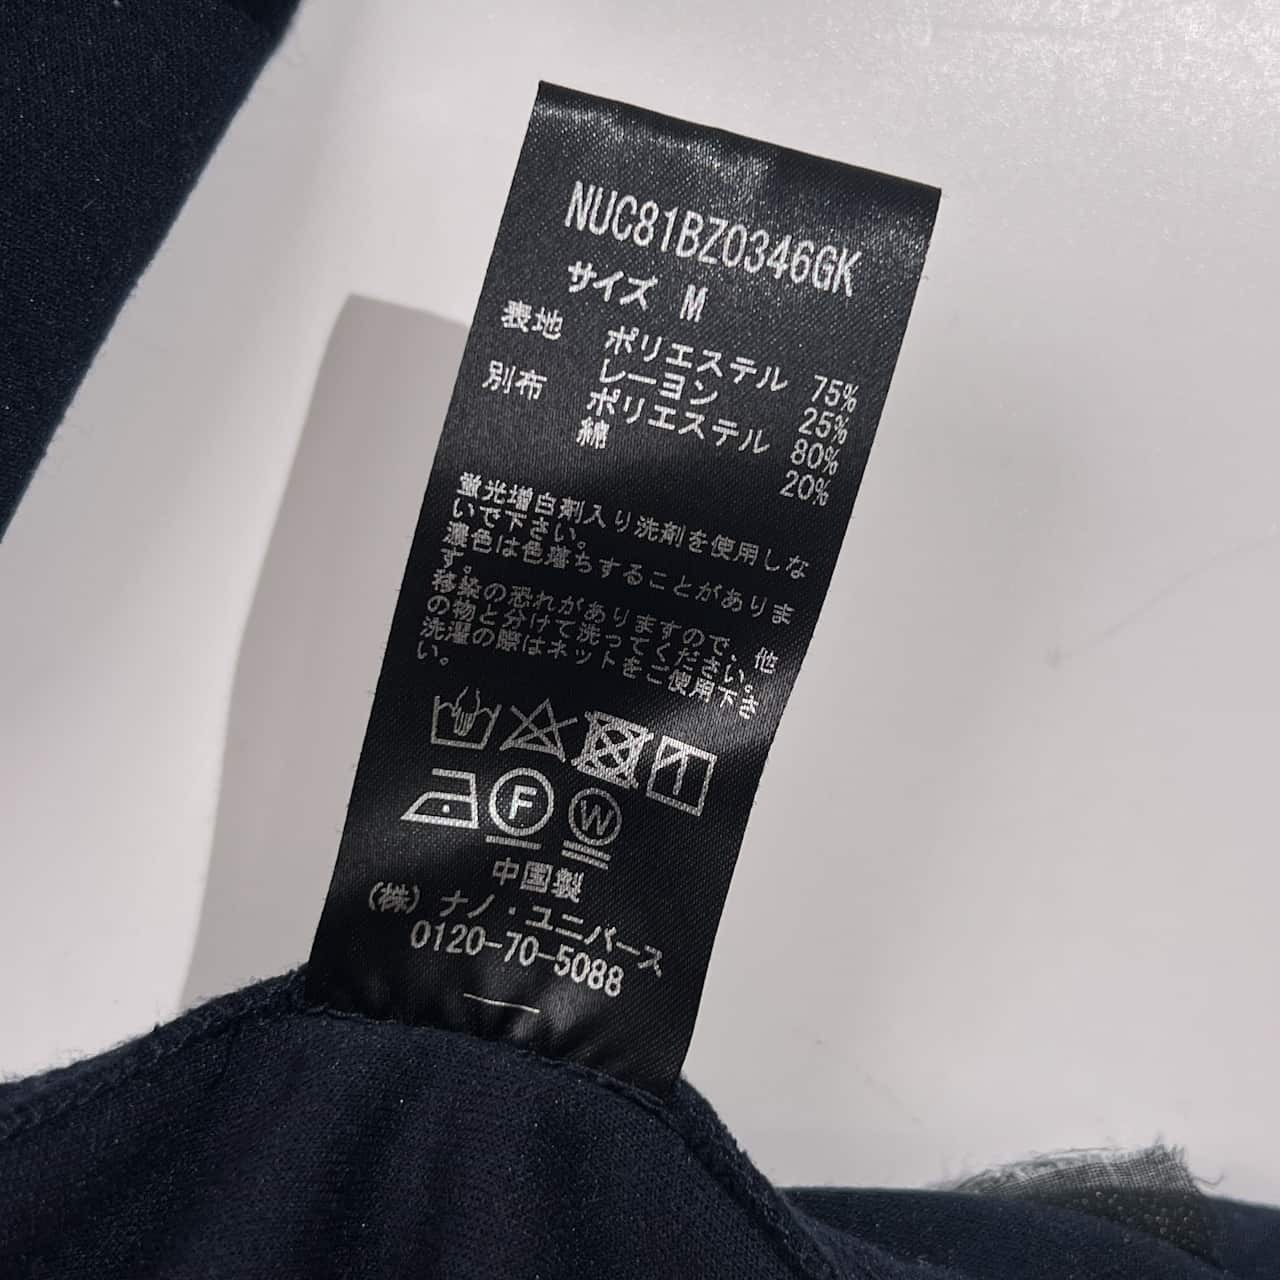 NUC81BZ0346GK
サイズ M
表地 ポリエステル 75%
レーヨン 25%
別布 ポリエステル 80%
綿 20%
蛍光増白剤入り洗剤を使用しな
いで下さい。
濃色は色落ちすることがありま
す。
移染の恐れがありますので、他
の物と分けて洗ってください。
洗濯の際はネットをご使用下さ
い。
F W
中国製
(株) ナノ・ユニバース
0120-70-5088